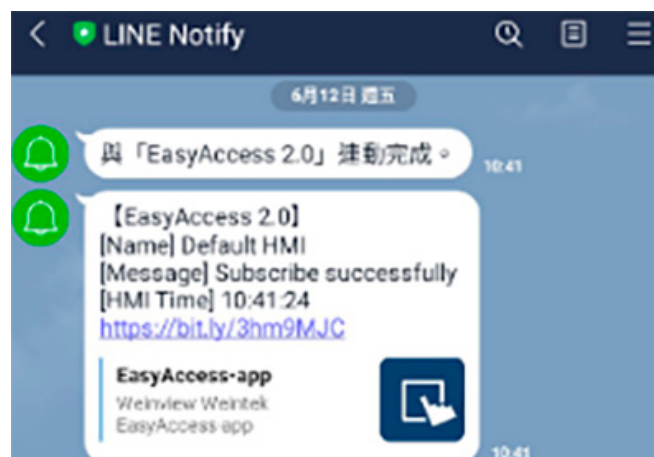 LINE Notify
6月12日 週五
與「EasyAccess 2.0」連動完成。
10:41
【EasyAccess 2.0】
[Name] Default HMI
[Message] Subscribe successfully
[HMI Time] 10:41:24
https://bit.ly/3hm9MJC
EasyAccess-app
Weinview Weintek
EasyAccess-app
10:41